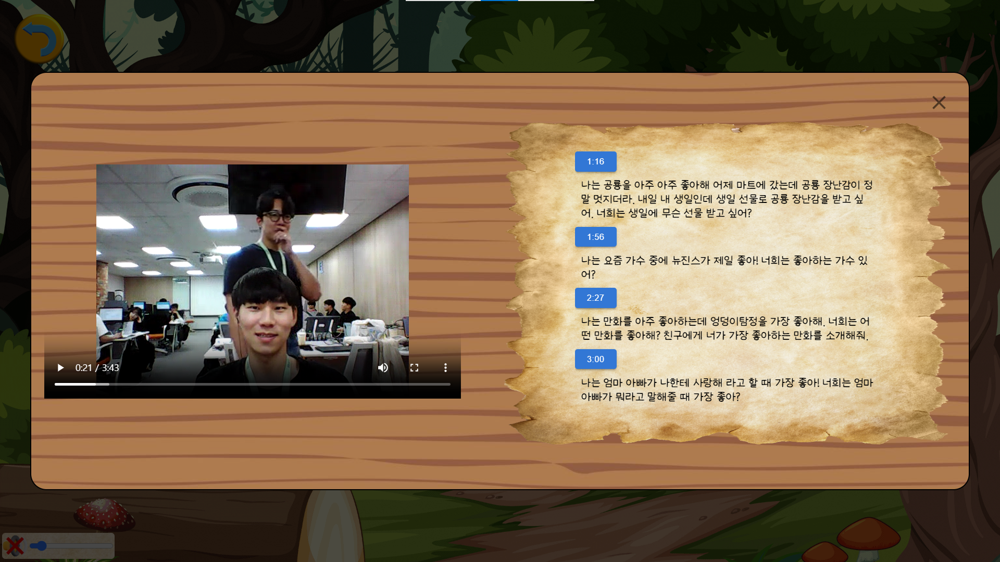 1:16
나는 공룡을 아주 아주 좋아해 어제 마트에 갔는데 공룡 장난감이 정
말 멋지더라. 내일 내 생일인데 생일 선물로 공룡 장난감을 받고 싶
어. 너희는 생일에 무슨 선물 받고 싶어?
1:56
나는 요즘 가수 중에 뉴진스가 제일 좋아! 너희는 좋아하는 가수 있
어?
2:27
나는 만화를 아주 좋아하는데 엉덩이탐정을 가장 좋아해. 너희는 어
떤 만화를 좋아해? 친구에게 너가 가장 좋아하는 만화를 소개해줘.
3:00
나는 엄마 아빠가 나한테 사랑해 라고 할 때 가장 좋아! 너희는 엄마
아빠가 뭐라고 말해줄 때 가장 좋아?
0:21 / 3:43